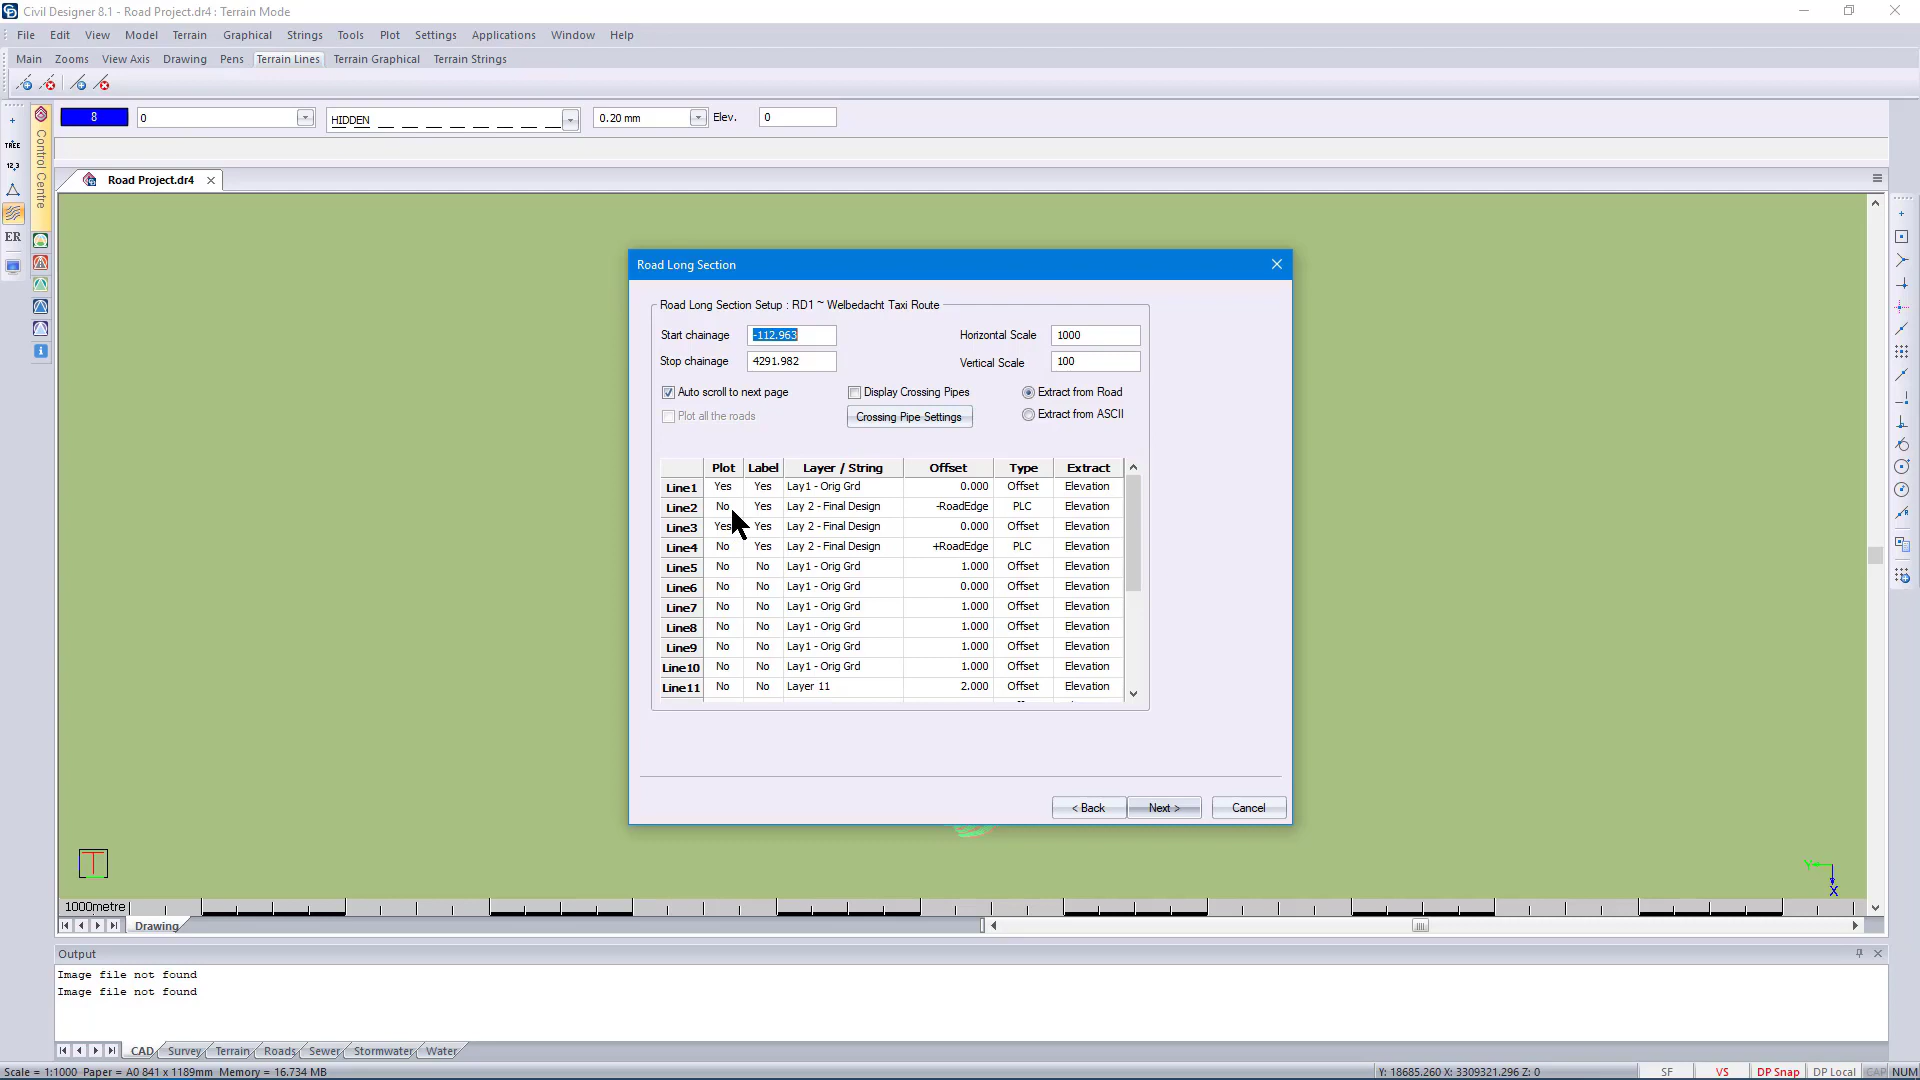 Civil Designer 8.1 - Road Project.dr4 : Terrain Mode
File Edit View Model Terrain Graphical Strings Tools Plot Settings Applications Window Help
Main Zooms View Axis Drawing Pens Terrain Lines Terrain Graphical Terrain Strings
8 0 HIDDEN 0.20 mm Elev. 0
TREE
12,3
ER
Control Centre
Road Project.dr4
Road Long Section
Road Long Section Setup : RD1 ~ Welbedacht Taxi Route
Start chainage -112.963 Horizontal Scale 1000
Stop chainage 4291.982 Vertical Scale 100
Auto scroll to next page Display Crossing Pipes Extract from Road
Plot all the roads Crossing Pipe Settings Extract from ASCII
Plot Label Layer / String Offset Type Extract
Line1 Yes Yes Lay1 - Orig Grd 0.000 Offset Elevation
Line2 No Yes Lay 2 - Final Design -RoadEdge PLC Elevation
Line3 Yes Yes Lay 2 - Final Design 0.000 Offset Elevation
Line4 No Yes Lay 2 - Final Design +RoadEdge PLC Elevation
Line5 No No Lay1 - Orig Grd 1.000 Offset Elevation
Line6 No No Lay1 - Orig Grd 0.000 Offset Elevation
Line7 No No Lay1 - Orig Grd 1.000 Offset Elevation
Line8 No No Lay1 - Orig Grd 1.000 Offset Elevation
Line9 No No Lay1 - Orig Grd 1.000 Offset Elevation
Line10 No No Lay1 - Orig Grd 1.000 Offset Elevation
Line11 No No Layer 11 2.000 Offset Elevation
< Back Next > Cancel
T
Y
X
1000metre
Drawing
Output
Image file not found
Image file not found
CAD Survey Terrain Roads Sewer Stormwater Water
Scale = 1:1000 Paper = A0 841 x 1189mm Memory = 16.734 MB Y: 18685.260 X: 3309321.296 Z: 0 SF VS DP Snap DP Local CAP NUM